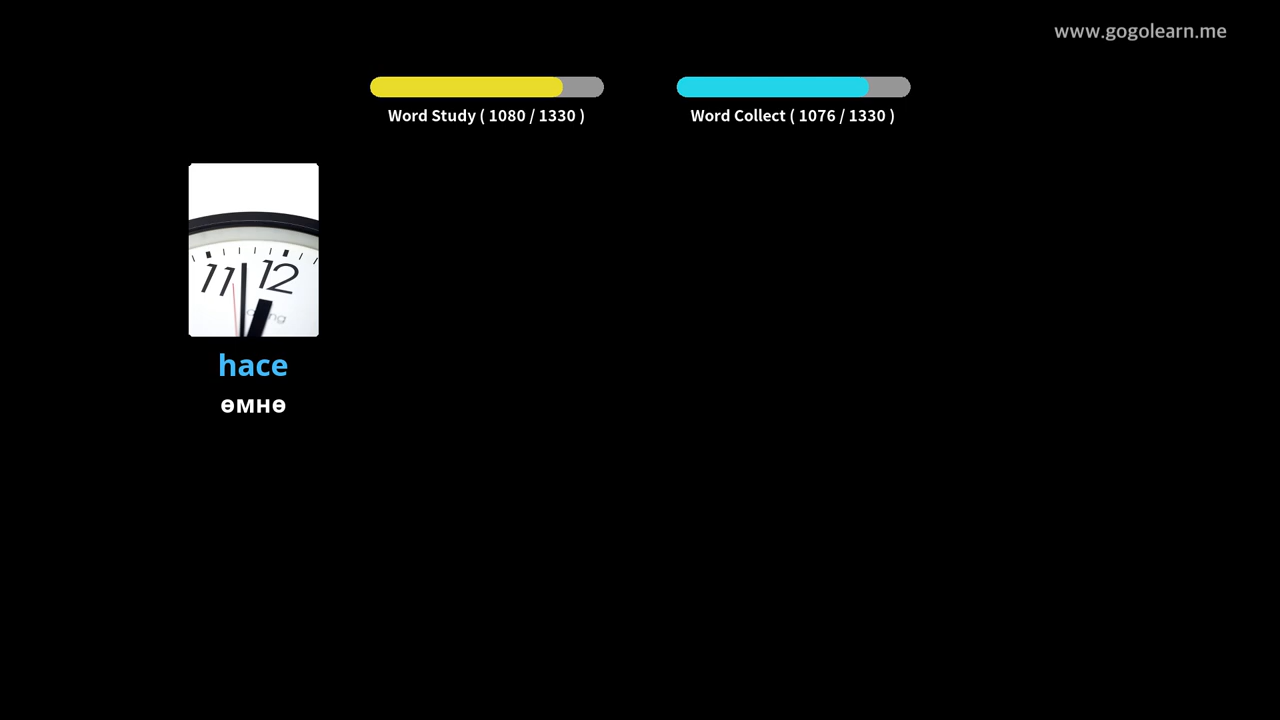 www.gogolearn.me
Word Study ( 1080 / 1330 )
Word Collect ( 1076 / 1330 )
11 12
hace
өмнө